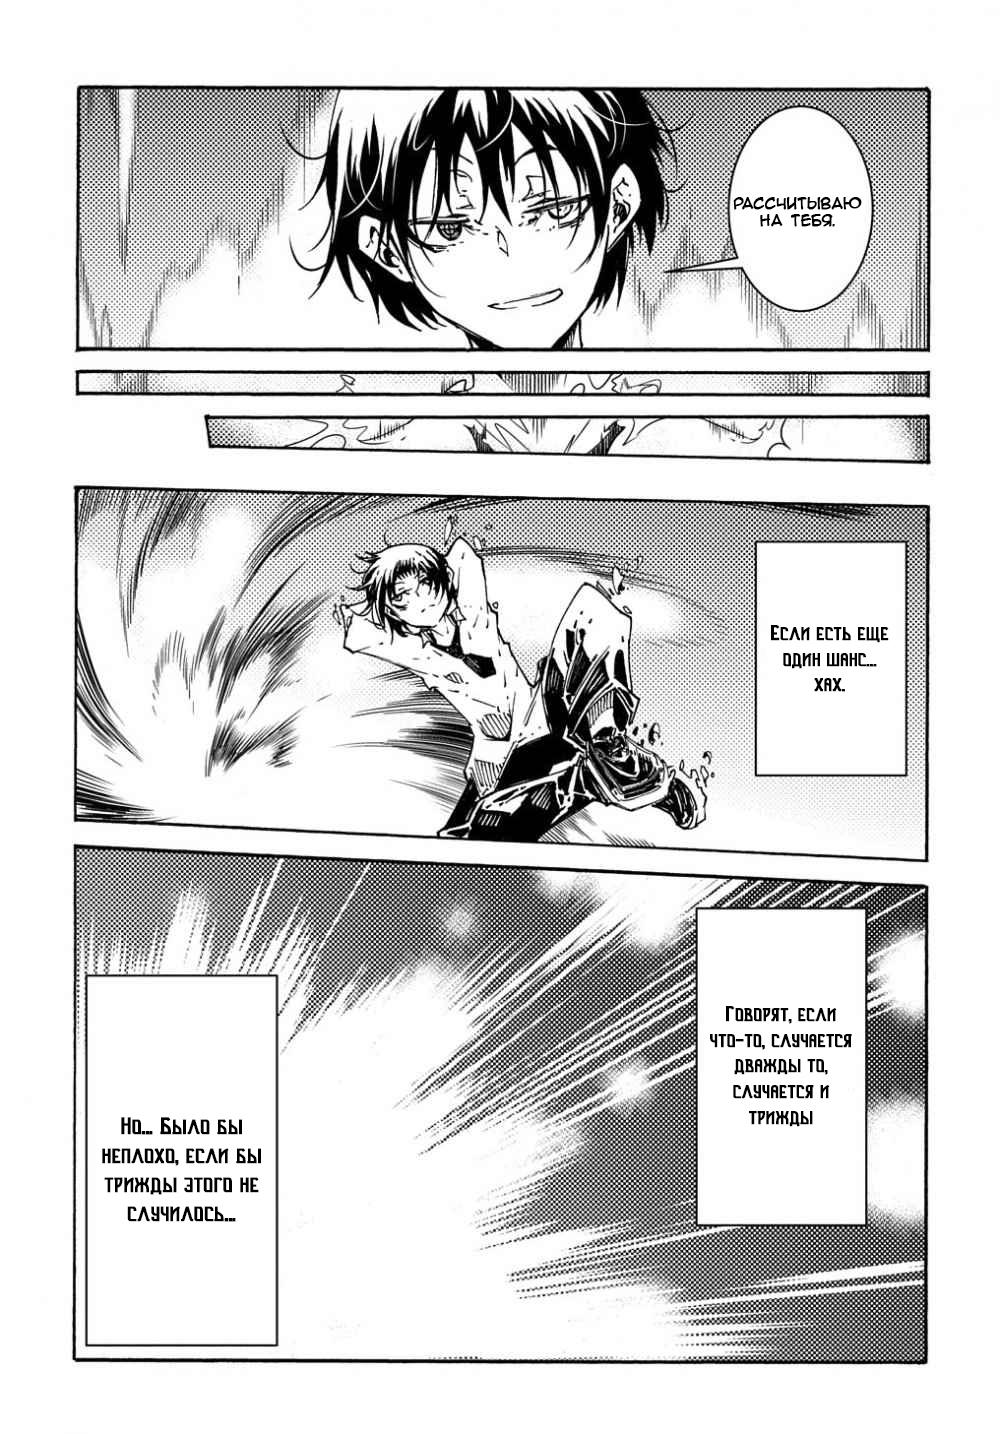 РАССЧИТЫВАЮ
НА ТЕБЯ.
ЕСЛИ ЕСТЬ ЕЩЕ
ОДИН ШАНС...
ХАХ.
ГОВОРЯТ, ЕСЛИ
ЧТО-ТО, СЛУЧАЕТСЯ
ДВАЖДЫ ТО,
СЛУЧАЕТСЯ И
ТРИЖДЫ
НО... БЫЛО БЫ
НЕПЛОХО, ЕСЛИ БЫ
ТРИЖДЫ ЭТОГО НЕ
СЛУЧИЛОСЬ...